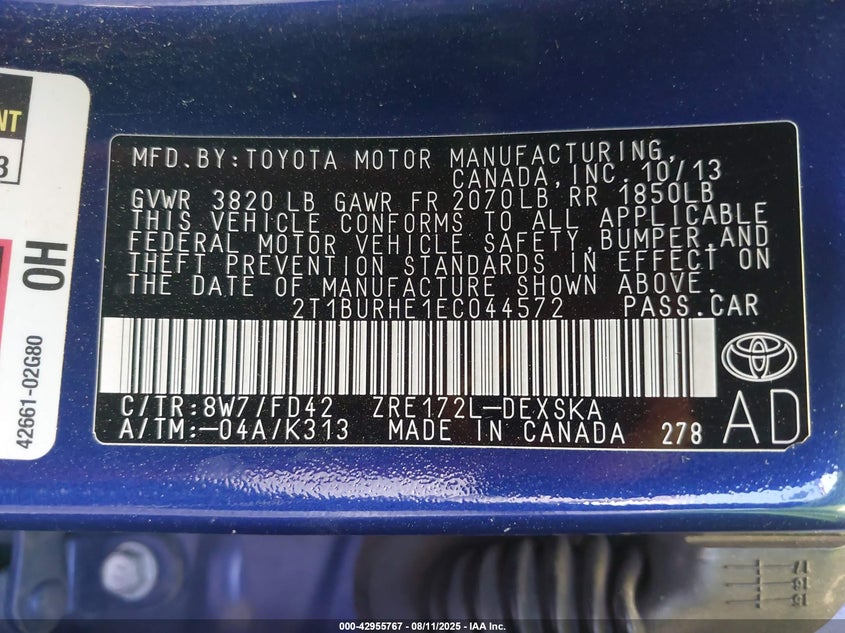 NT
3
OH
42661-02G80
MFD.BY:TOYOTA MOTOR MANUFACTURING,
CANADA,INC. 10/13
GVWR 3820 LB GAWR FR 2070LB, RR 1850LB
THIS VEHICLE CONFORMS TO ALL APPLICABLE
FEDERAL MOTOR VEHICLE SAFETY,BUMPER,AND
THEFT PREVENTION STANDARDS IN EFFECT ON
THE DATE OF MANUFACTURE SHOWN ABOVE.
2T1BURHE1EC044572 PASS.CAR
C/TR:8W7/FD42 ZRE172L-DEXSKA
A/TM:-04A/K313 MADE IN CANADA 278
AD
000-42955767 - 08/11/2025 - IAA Inc.